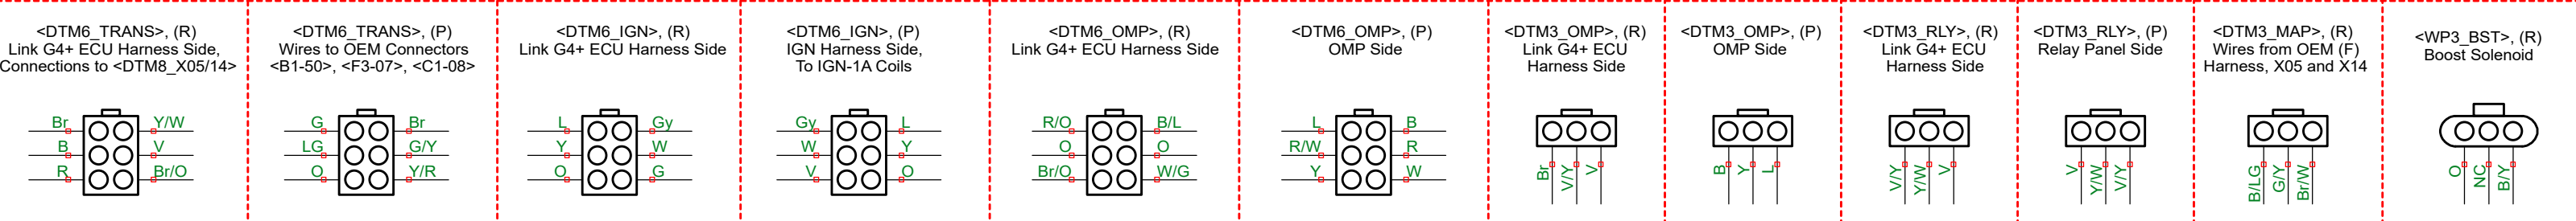 <DTM6_TRANS>, (R)
Link G4+ ECU Harness Side,
Connections to <DTM8_X05/14>
Br Y/W
B V
R Br/O
<DTM6_TRANS>, (P)
Wires to OEM Connectors
<B1-50>, <F3-07>, <C1-08>
G Br
LG G/Y
O Y/R
<DTM6_IGN>, (R)
Link G4+ ECU Harness Side
L Gy
Y W
O G
<DTM6_IGN>, (P)
IGN Harness Side,
To IGN-1A Coils
Gy L
W Y
V O
<DTM6_OMP>, (R)
Link G4+ ECU Harness Side
R/O B/L
O O
Br/O W/G
<DTM6_OMP>, (P)
OMP Side
L B
R/W R
Y W
<DTM3_OMP>, (R)
Link G4+ ECU
Harness Side
Br V/Y V
<DTM3_OMP>, (P)
OMP Side
B Y L
<DTM3_RLY>, (R)
Link G4+ ECU
Harness Side
V/Y Y/W V
<DTM3_RLY>, (P)
Relay Panel Side
V Y/W V/Y
<DTM3_MAP>, (R)
Wires from OEM (F)
Harness, X05 and X14
B/LG G/Y Br/W
<WP3_BST>, (R)
Boost Solenoid
O NC B/Y